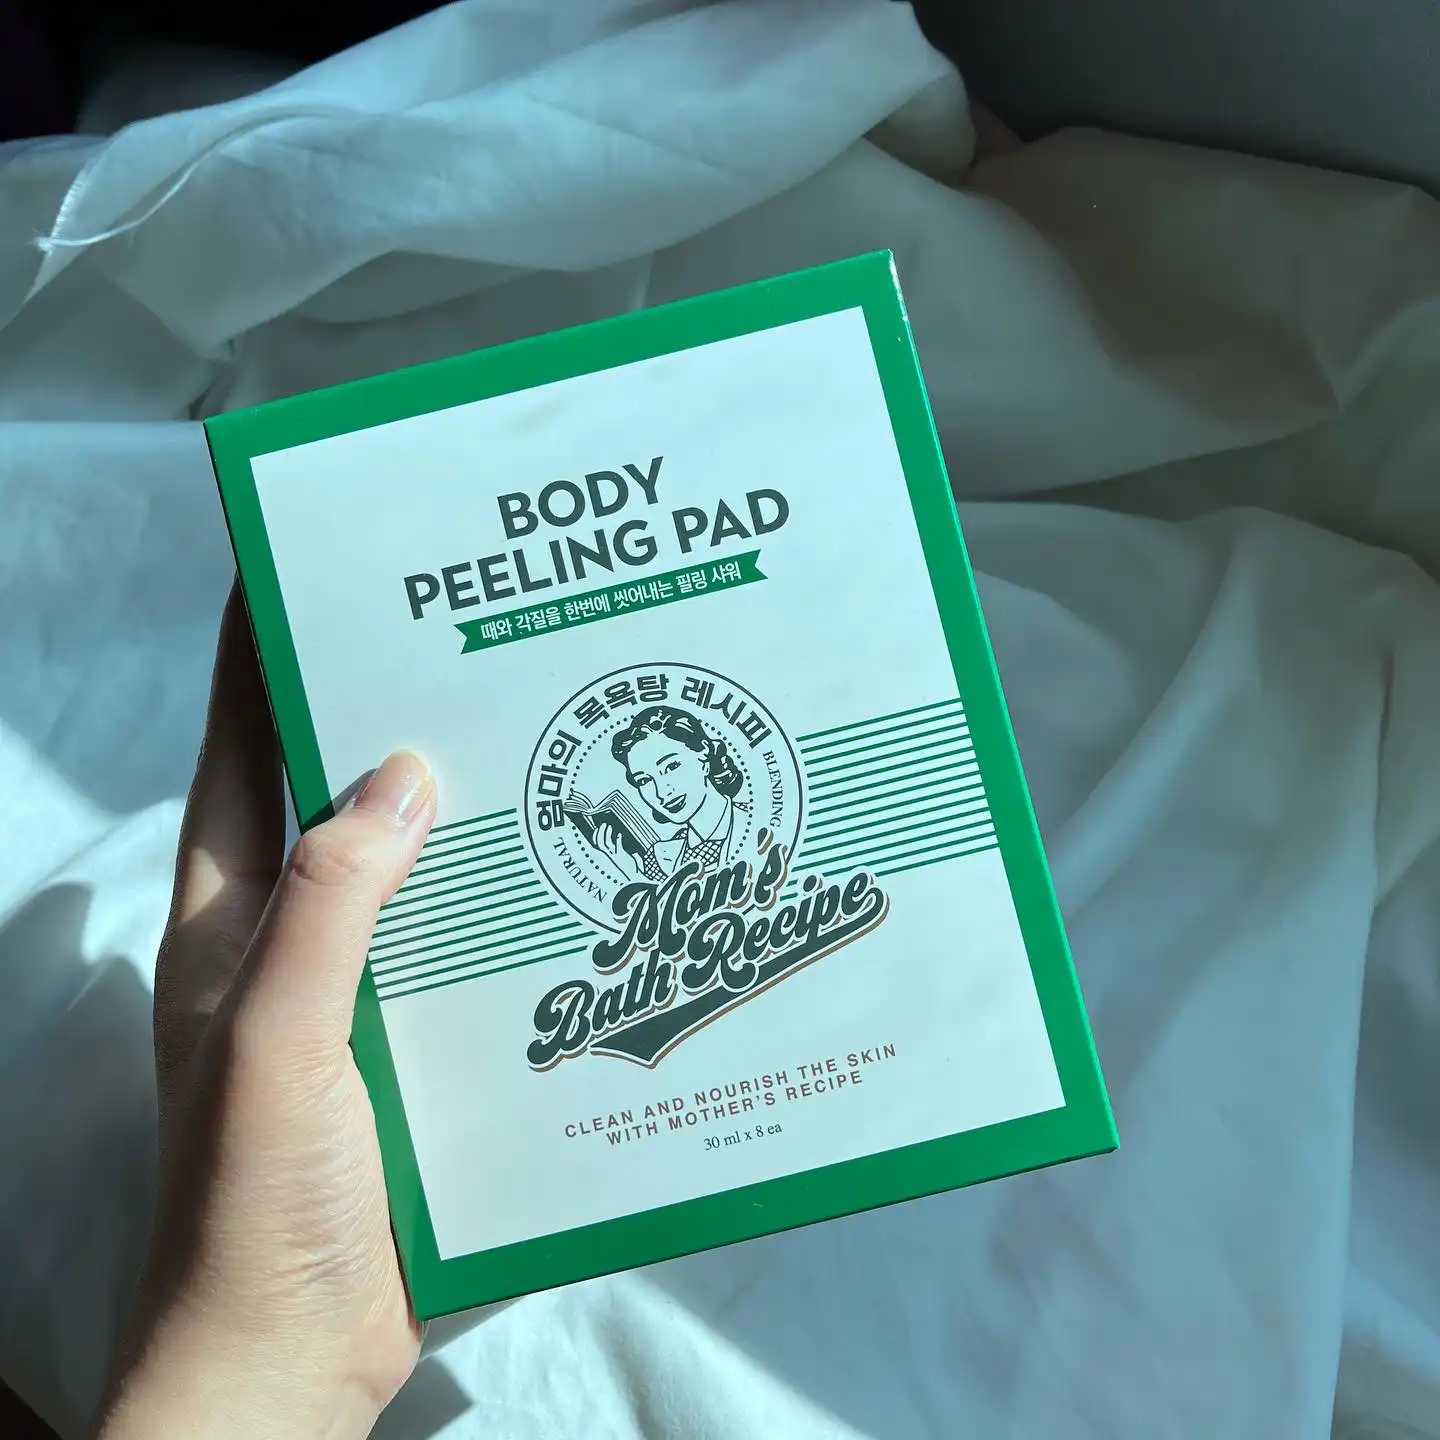 BODY
PEELING PAD
때와 각질을 한번에 씻어내는 필링 샤워
엄마의 목욕탕 레시피
NATURAL
BLENDING
Mom's
Bath Recipe
CLEAN AND NOURISH THE SKIN
WITH MOTHER'S RECIPE
30 ml x 8 ea